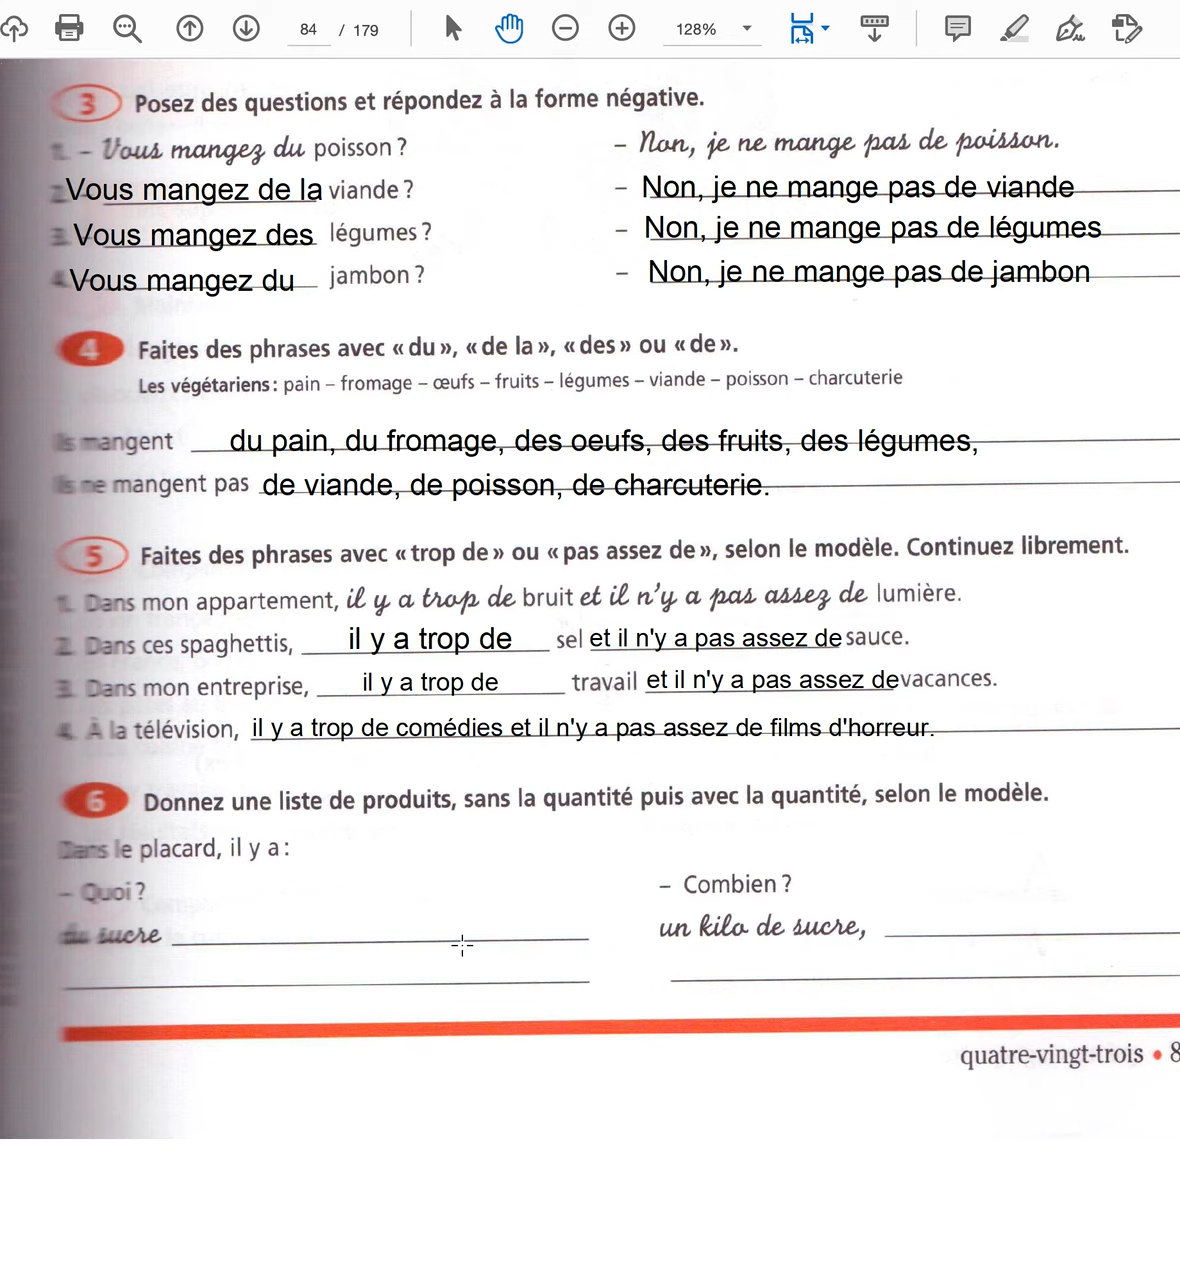 84 / 179 128%
3 Posez des questions et répondez à la forme négative.
1. – Vous mangez du poisson ? – Non, je ne mange pas de poisson.
2. Vous mangez de la viande ? – Non, je ne mange pas de viande
3. Vous mangez des légumes ? – Non, je ne mange pas de légumes
4. Vous mangez du jambon ? – Non, je ne mange pas de jambon
4 Faites des phrases avec « du », « de la », « des » ou « de ».
Les végétariens : pain – fromage – œufs – fruits – légumes – viande – poisson – charcuterie
Ils mangent du pain, du fromage, des oeufs, des fruits, des légumes,
Ils ne mangent pas de viande, de poisson, de charcuterie.
5 Faites des phrases avec « trop de » ou « pas assez de », selon le modèle. Continuez librement.
1. Dans mon appartement, il y a trop de bruit et il n'y a pas assez de lumière.
2. Dans ces spaghettis, il y a trop de sel et il n'y a pas assez de sauce.
3. Dans mon entreprise, il y a trop de travail et il n'y a pas assez de vacances.
4. À la télévision, il y a trop de comédies et il n'y a pas assez de films d'horreur.
6 Donnez une liste de produits, sans la quantité puis avec la quantité, selon le modèle.
Dans le placard, il y a :
– Quoi ? – Combien ?
du sucre un kilo de sucre,
quatre-vingt-trois • 8